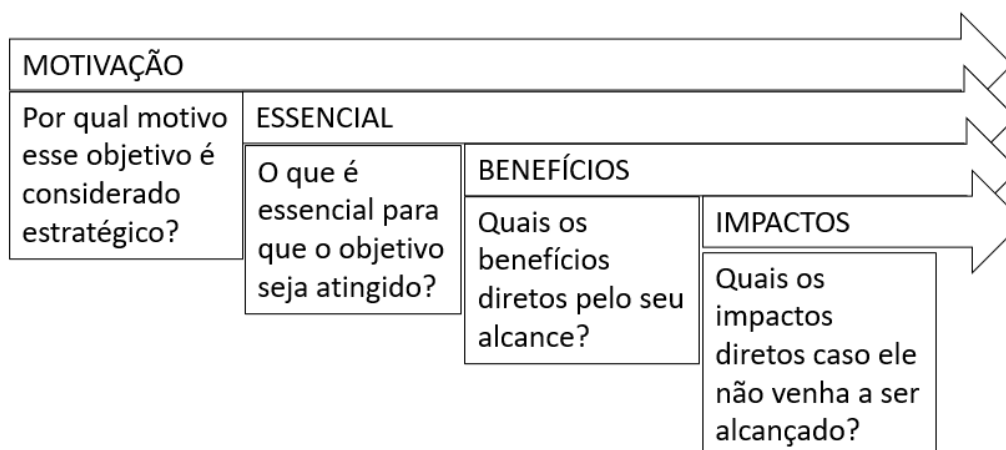 MOTIVAÇÃO
Por qual motivo
esse objetivo é
considerado
estratégico?
ESSENCIAL
O que é
essencial para
que o objetivo
seja atingido?
BENEFÍCIOS
Quais os
benefícios
diretos pelo seu
alcance?
IMPACTOS
Quais os
impactos
diretos caso ele
não venha a ser
alcançado?